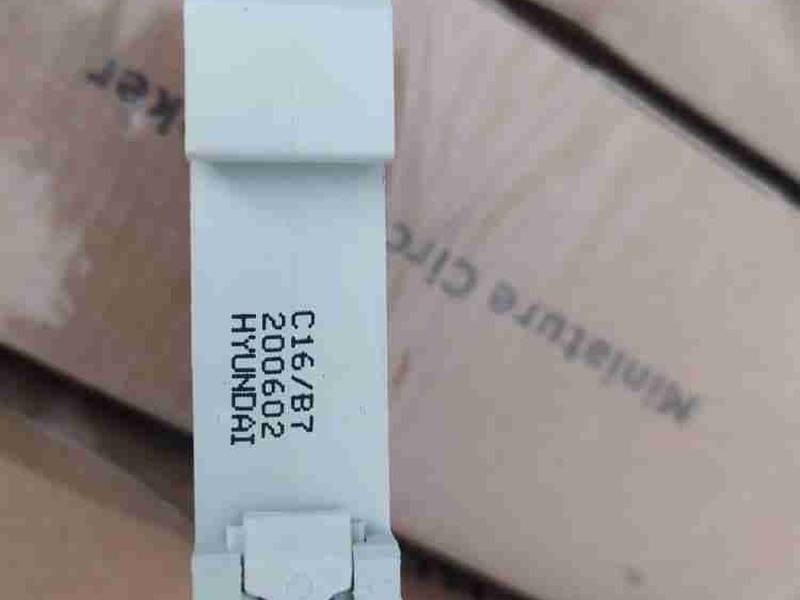 C16/B7
200602
HYUNDAI
Miniature Circ
ker